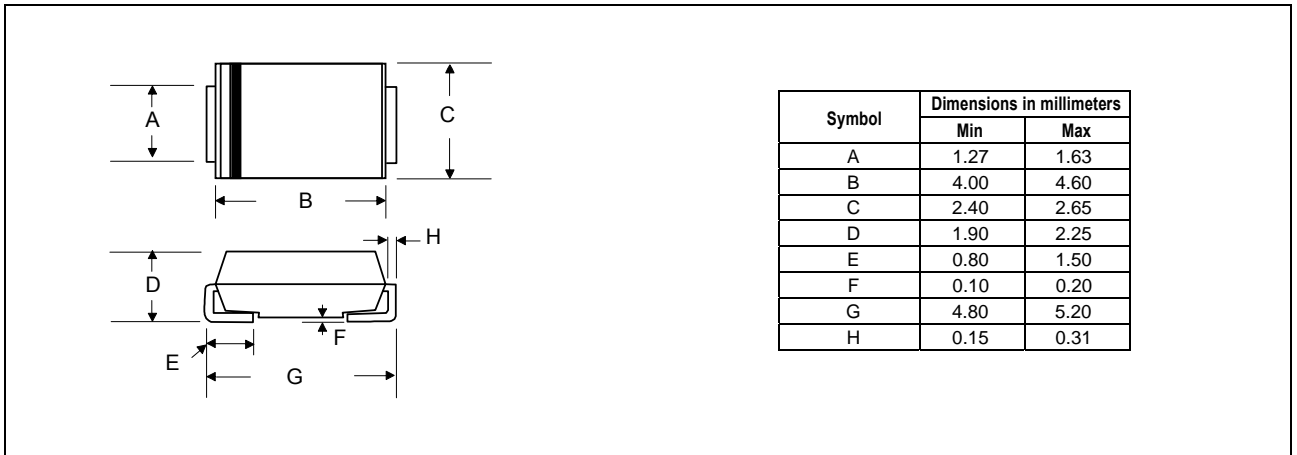 A
C
B
H
D
F
E
G
Symbol Dimensions in millimeters
Min Max
A 1.27 1.63
B 4.00 4.60
C 2.40 2.65
D 1.90 2.25
E 0.80 1.50
F 0.10 0.20
G 4.80 5.20
H 0.15 0.31